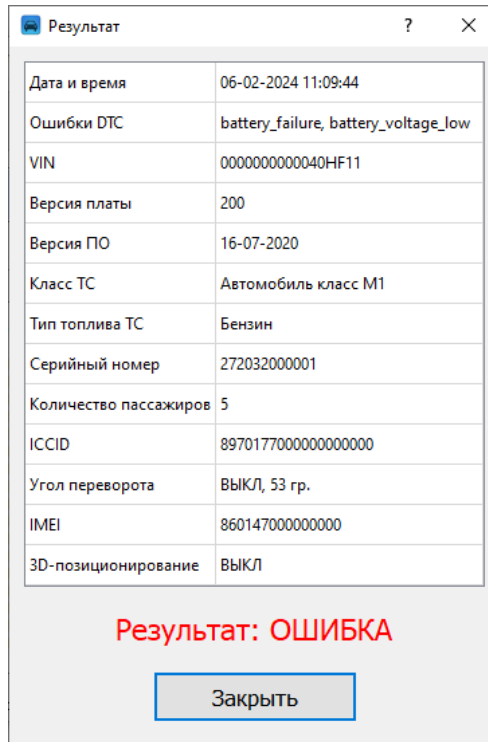 Результат ? ×
Дата и время 06-02-2024 11:09:44
Ошибки DTC battery_failure, battery_voltage_low
VIN 0000000000040HF11
Версия платы 200
Версия ПО 16-07-2020
Класс ТС Автомобиль класс M1
Тип топлива ТС Бензин
Серийный номер 272032000001
Количество пассажиров 5
ICCID 8970177000000000000
Угол переворота ВЫКЛ, 53 гр.
IMEI 860147000000000
3D-позиционирование ВЫКЛ
Результат: ОШИБКА
Закрыть